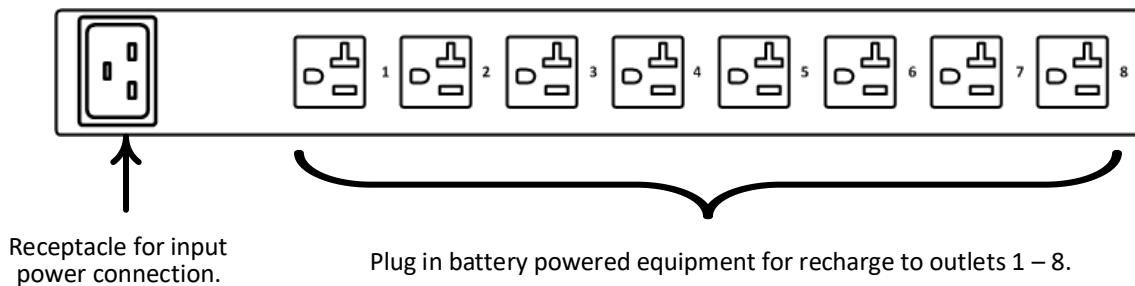 1 2 3 4 5 6 7 8
Receptacle for input
power connection.
Plug in battery powered equipment for recharge to outlets 1 – 8.